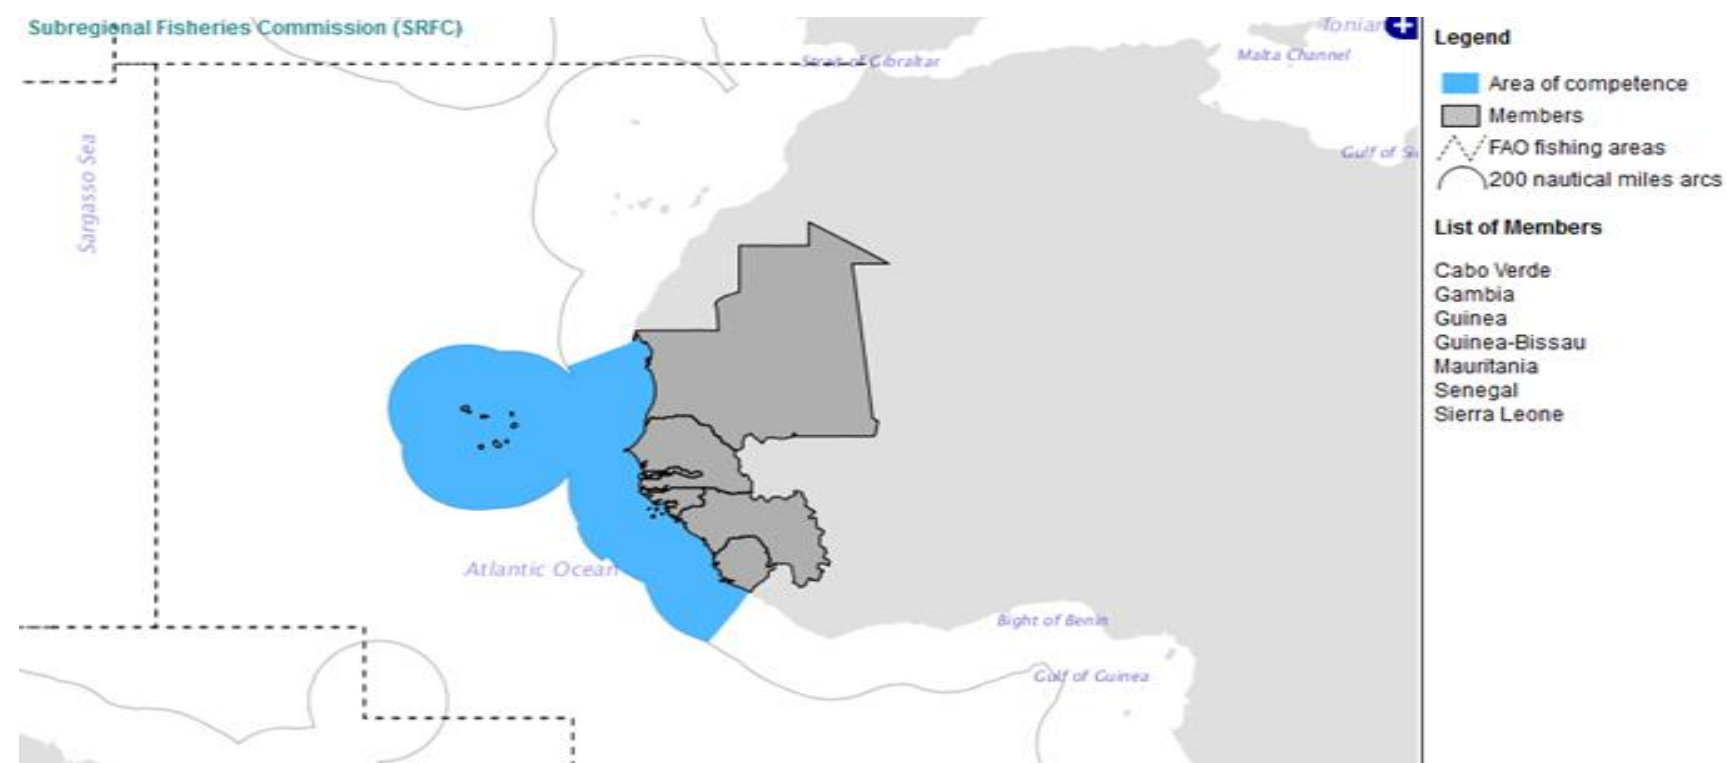 Subregional Fisheries Commission (SRFC)
Strait of Gibraltar
Ionian
Malta Channel
Sargasso Sea
Gulf of
Atlantic Ocean
Bight of Benin
Gulf of Guinea
Legend
Area of competence
Members
FAO fishing areas
200 nautical miles arcs
List of Members
Cabo Verde
Gambia
Guinea
Guinea-Bissau
Mauritania
Senegal
Sierra Leone